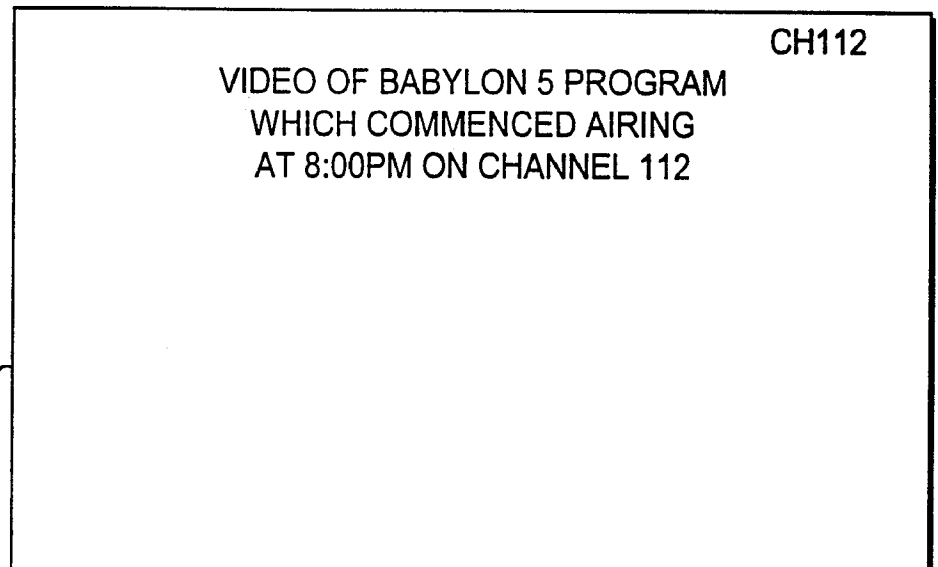 CH112
VIDEO OF BABYLON 5 PROGRAM
WHICH COMMENCED AIRING
AT 8:00PM ON CHANNEL 112